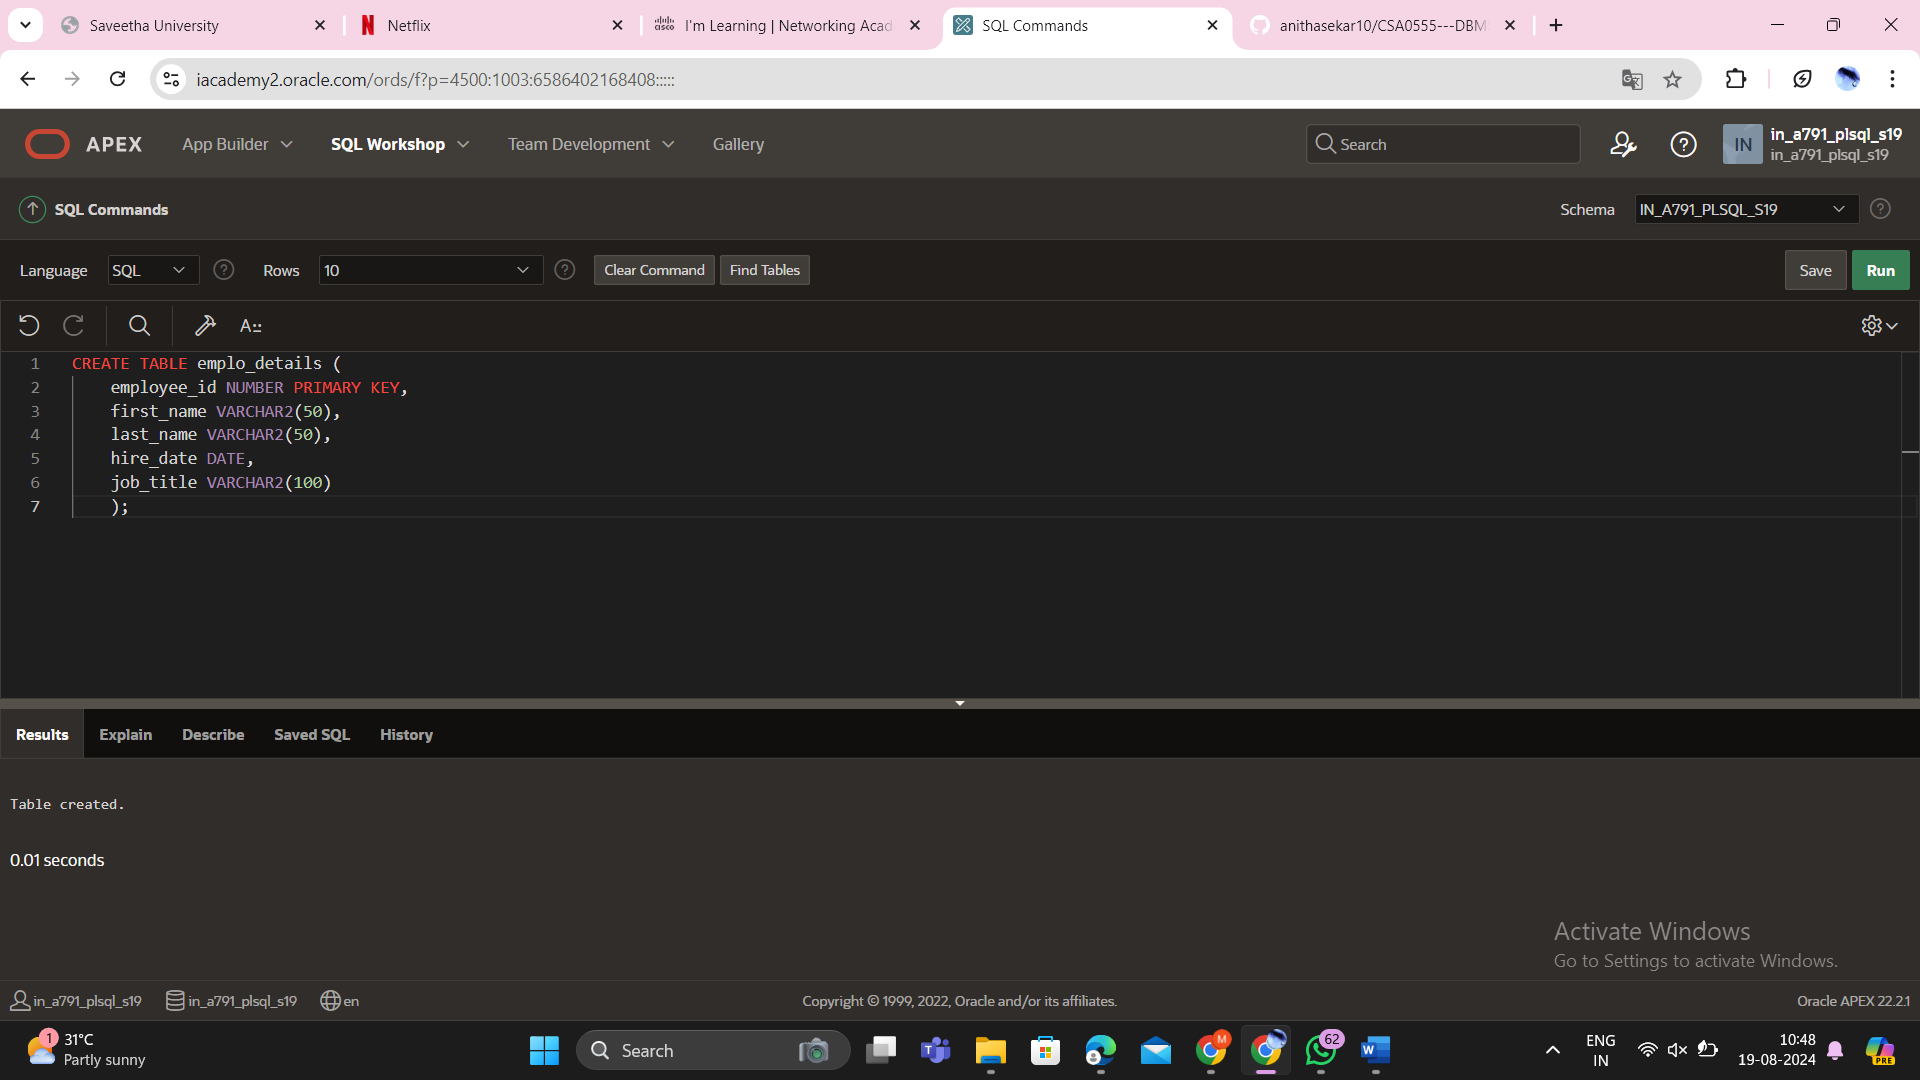 Saveetha University
Netflix
I'm Learning | Networking Acad
SQL Commands
anithasekar10/CSA0555---DBM
iacademy2.oracle.com/ords/f?p=4500:1003:6586402168408:::::
APEX
App Builder
SQL Workshop
Team Development
Gallery
Search
IN
in_a791_plsql_s19
in_a791_plsql_s19
SQL Commands
Schema
IN_A791_PLSQL_S19
Language
SQL
Rows
10
Clear Command
Find Tables
Save
Run
1 CREATE TABLE emplo_details (
2 employee_id NUMBER PRIMARY KEY,
3 first_name VARCHAR2(50),
4 last_name VARCHAR2(50),
5 hire_date DATE,
6 job_title VARCHAR2(100)
7 );
Results
Explain
Describe
Saved SQL
History
Table created.
0.01 seconds
Activate Windows
Go to Settings to activate Windows.
in_a791_plsql_s19
in_a791_plsql_s19
en
Copyright © 1999, 2022, Oracle and/or its affiliates.
Oracle APEX 22.2.1
1
31°C
Partly sunny
Search
M
62
ENG
IN
10:48
19-08-2024
PRE